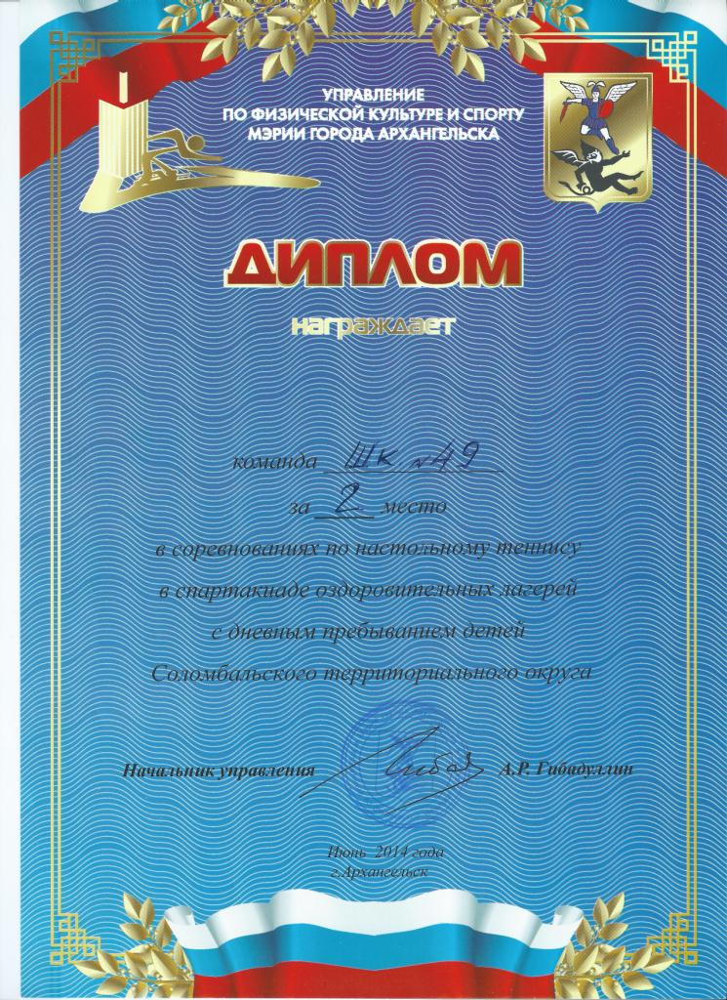 УПРАВЛЕНИЕ
ПО ФИЗИЧЕСКОЙ КУЛЬТУРЕ И СПОРТУ
МЭРИИ ГОРОДА АРХАНГЕЛЬСКА
ДИПЛОМ
награждает
команда ШК №49
за 2 место
в соревнованиях по настольному теннису
в спартакиаде оздоровительных лагерей
с дневным пребыванием детей
Соломбальского территориального округа
Начальник управления А.Р. Гибадуллин
Июнь 2014 года
г.Архангельск